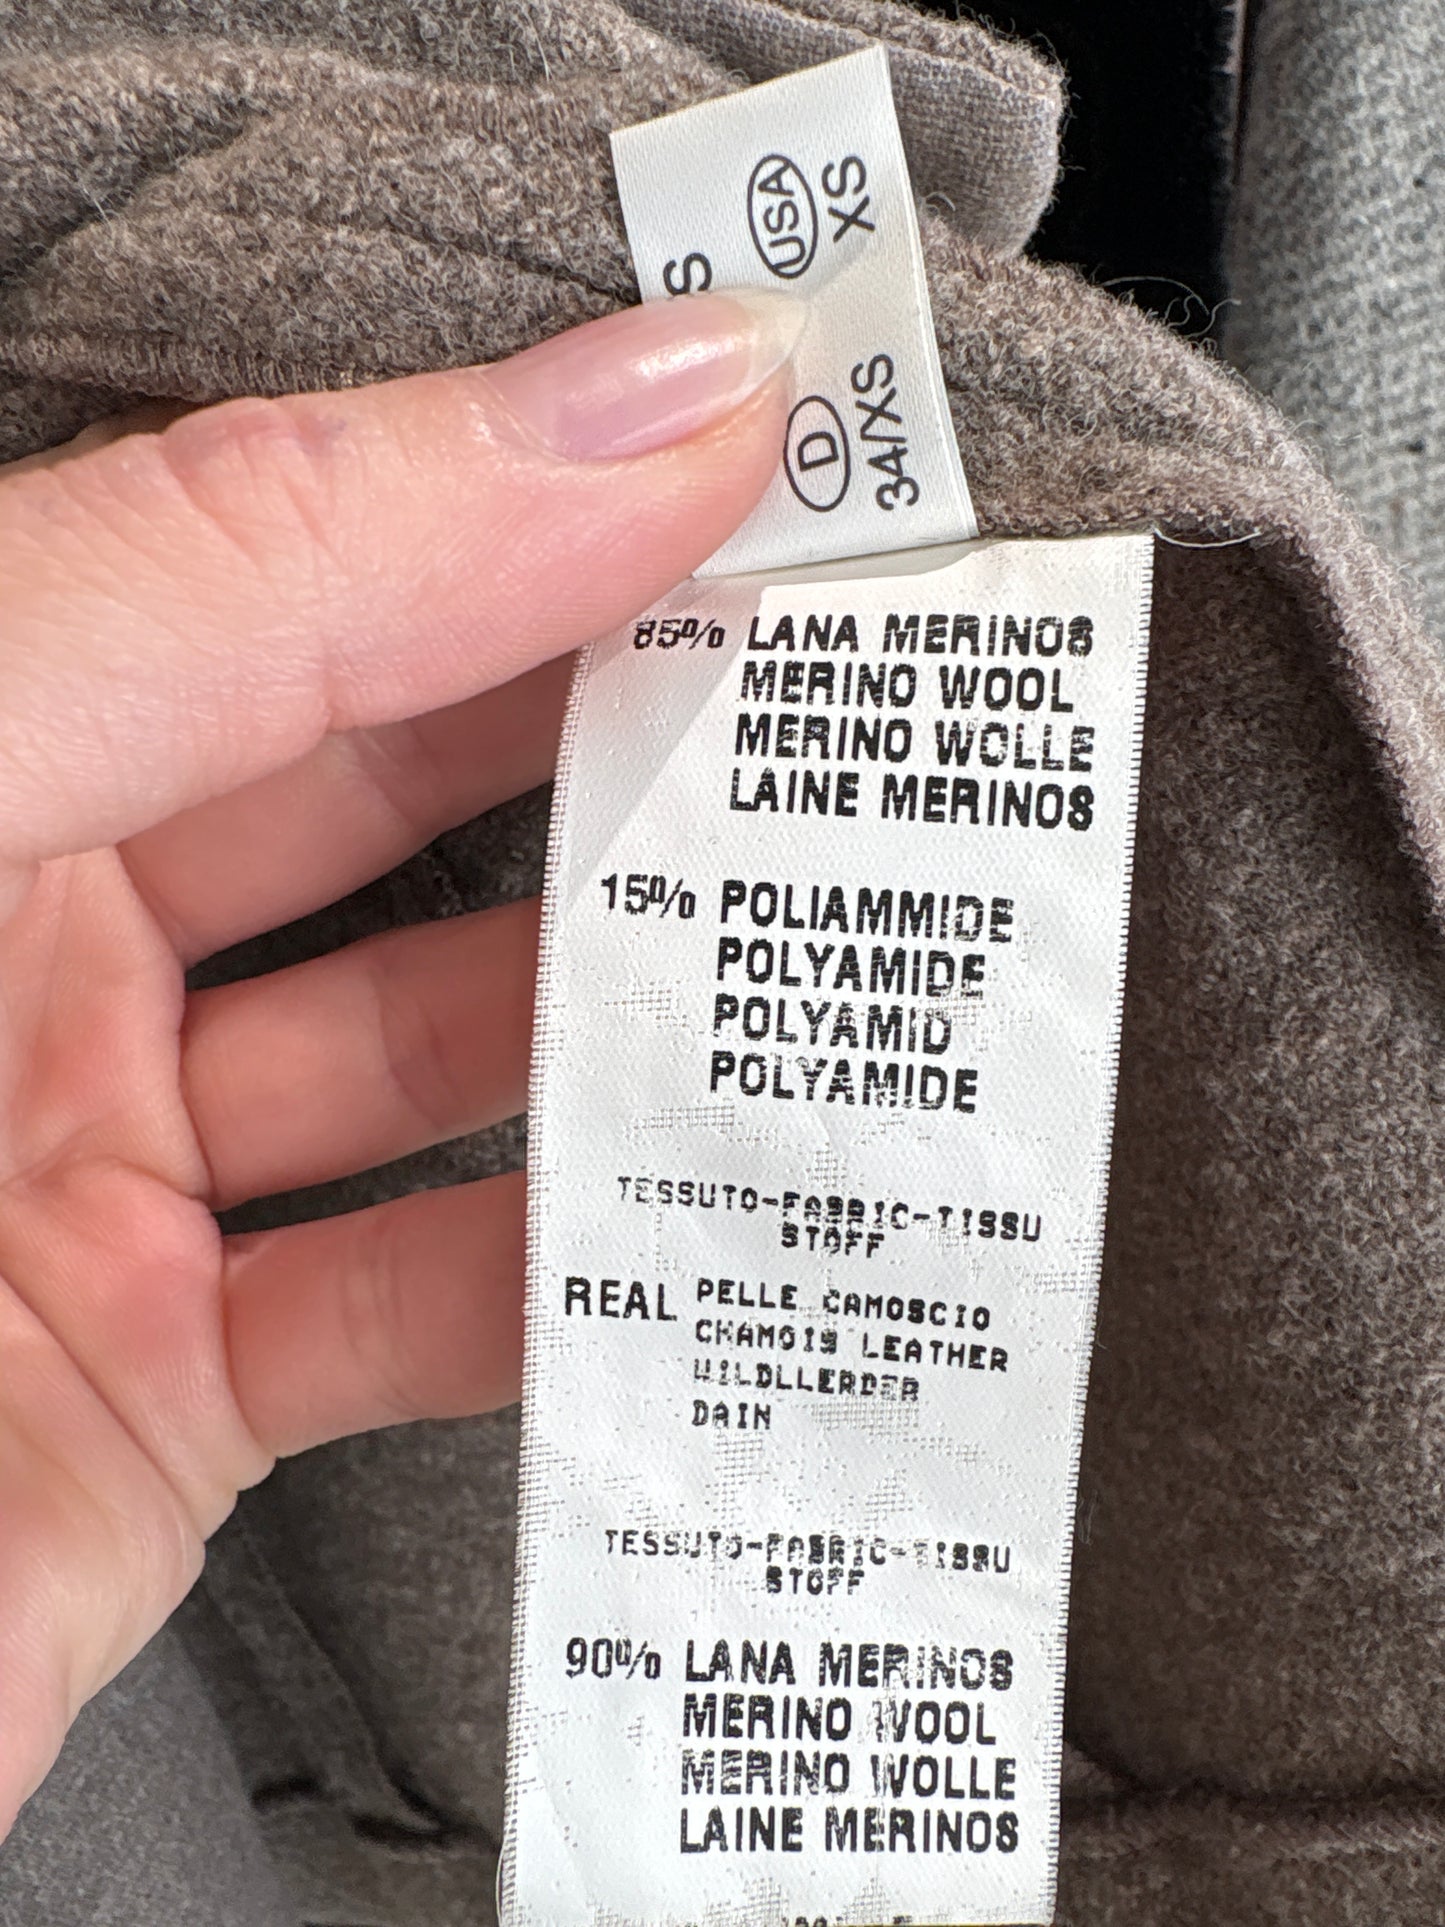 S
USA
XS
D
34/XS
85% LANA MERINOS
MERINO WOOL
MERINO WOLLE
LAINE MERINOS
15% POLIAMMIDE
POLYAMIDE
POLYAMID
POLYAMIDE
TESSUTO-FABRIC-TISSU
STOFF
REAL PELLE CAMOSCIO
CHAMOIS LEATHER
WILDLLERDER
DAIN
TESSUTO-FABRIC-TISSU
STOFF
90% LANA MERINOS
MERINO WOOL
MERINO WOLLE
LAINE MERINOS